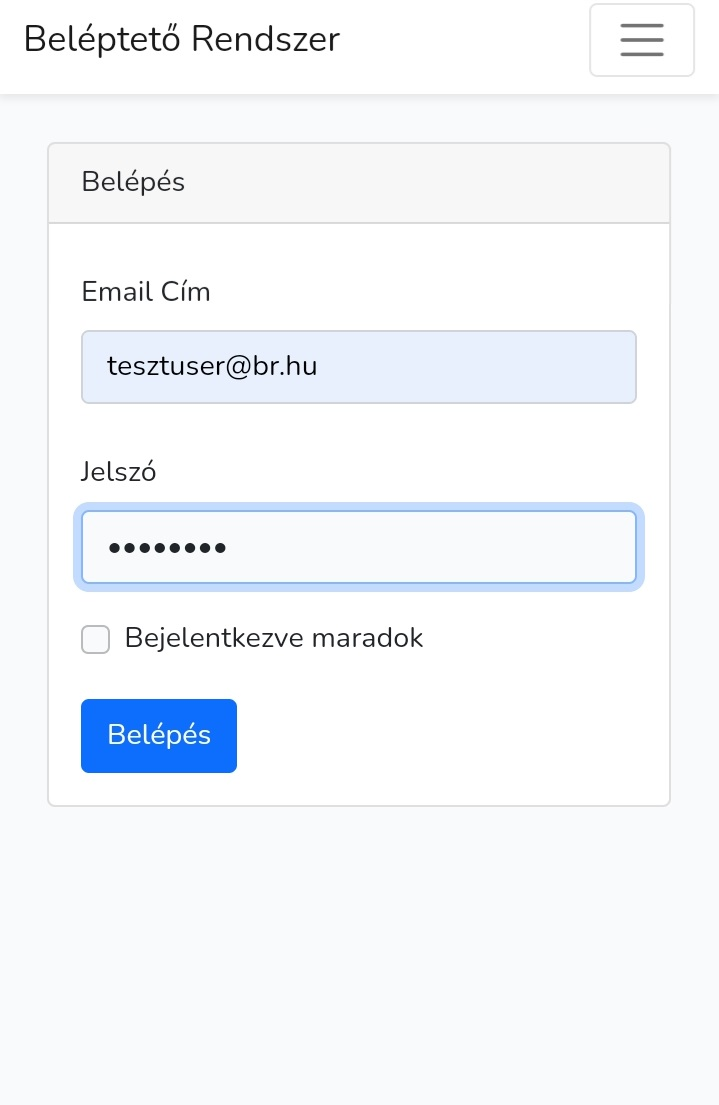 Beléptető Rendszer
Belépés
Email Cím
tesztuser@br.hu
Jelszó
••••••••
Bejelentkezve maradok
Belépés